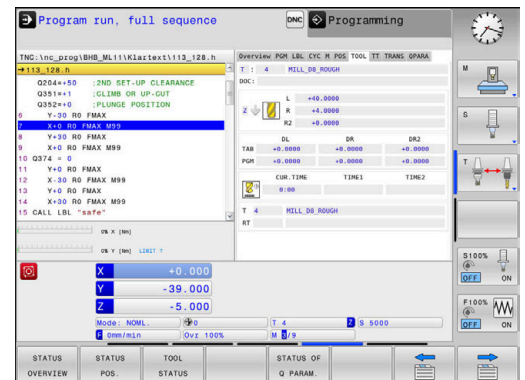 Program run, full sequence
DNC
Programming
TNC:\nc_prog\BHB_ML11\Klartext\113_128.h
→113_128.h
Q204=+50 ;2ND SET-UP CLEARANCE
Q351=+1 ;CLIMB OR UP-CUT
Q352=+0 ;PLUNGE POSITION
6 Y-30 R0 FMAX
7 X+0 R0 FMAX M99
8 Y+30 R0 FMAX
9 X+0 R0 FMAX M99
10 Q374 = 0
11 Y+0 R0 FMAX
12 X-30 R0 FMAX M99
13 Y+0 R0 FMAX
14 X+30 R0 FMAX M99
15 CALL LBL "safe"
0% X [Nm]
0% Y [Nm] LIMIT 1
Overview PGM LBL CYC M POS TOOL TT TRANS QPARA
T : 4 MILL_D8_ROUGH
DOC:
Z
L +40.0000
R +4.0000
R2 +0.0000
DL DR DR2
TAB +0.0000 +0.0000 +0.0000
PGM +0.0000 +0.0000 +0.0000
CUR.TIME TIME1 TIME2
0:00
T 4 MILL_D8_ROUGH
RT
X +0.000
Y -39.000
Z -5.000
Mode: NOML. 0 T 4 Z S 5000
F 0mm/min Ovr 100% M 5/9
M
S
T
S100%
OFF ON
F100%
OFF ON
STATUS OVERVIEW
STATUS POS.
TOOL STATUS
STATUS OF Q PARAM.